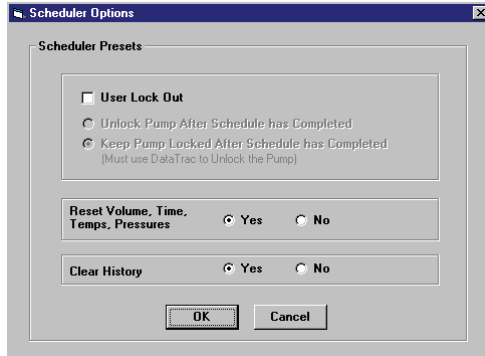 Scheduler Options
Scheduler Presets
User Lock Out
Unlock Pump After Schedule has Completed
Keep Pump Locked After Schedule has Completed
(Must use DataTrac to Unlock the Pump)
Reset Volume, Time,
Temps, Pressures
Yes No
Clear History Yes No
OK Cancel